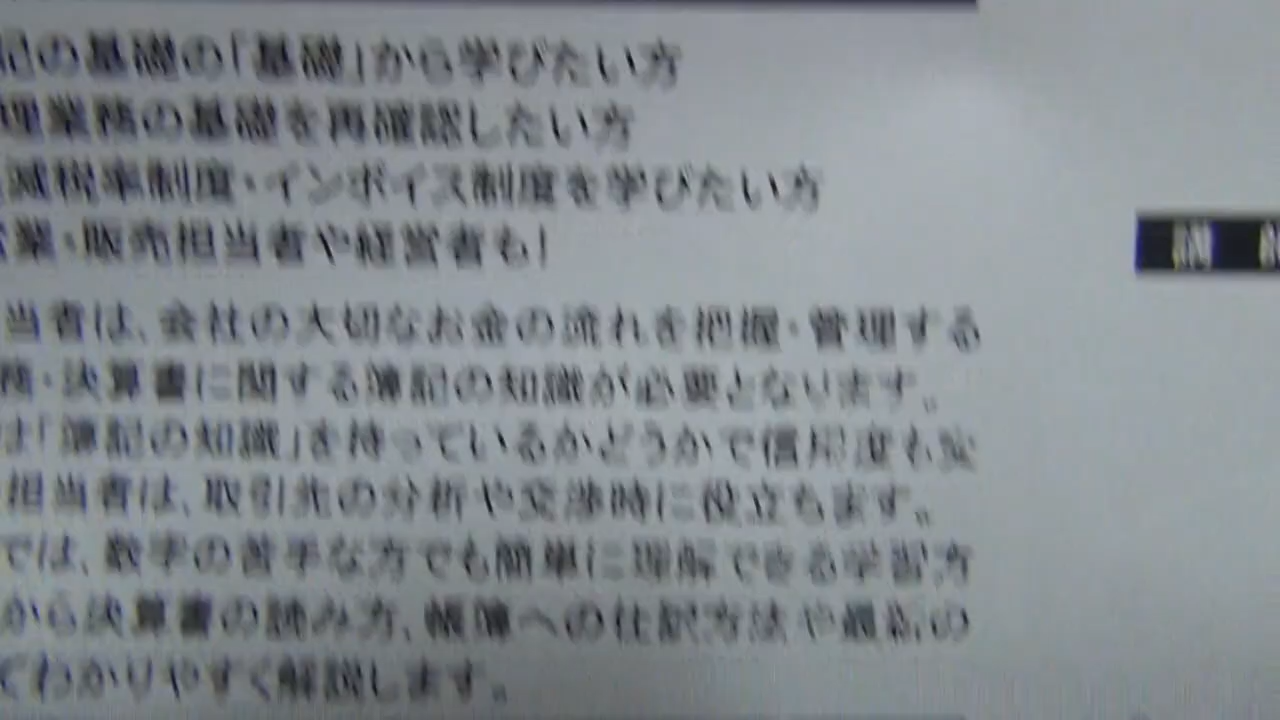 記の基礎の「基礎」から学びたい方
理業務の基礎を再確認したい方
減税率制度・インボイス制度を学びたい方
業・販売担当者や経営者も!
当者は、会社の大切なお金の流れを把握・管理する
務・決算書に関する簿記の知識が必要となります。
は「簿記の知識」を持っているかどうかで信用度も変
担当者は、取引先の分析や交渉時に役立ちます。
では、数字の苦手な方でも簡単に理解できる学習方
から決算書の読み方、帳簿への仕訳方法や最新の
てわかりやすく解説します。